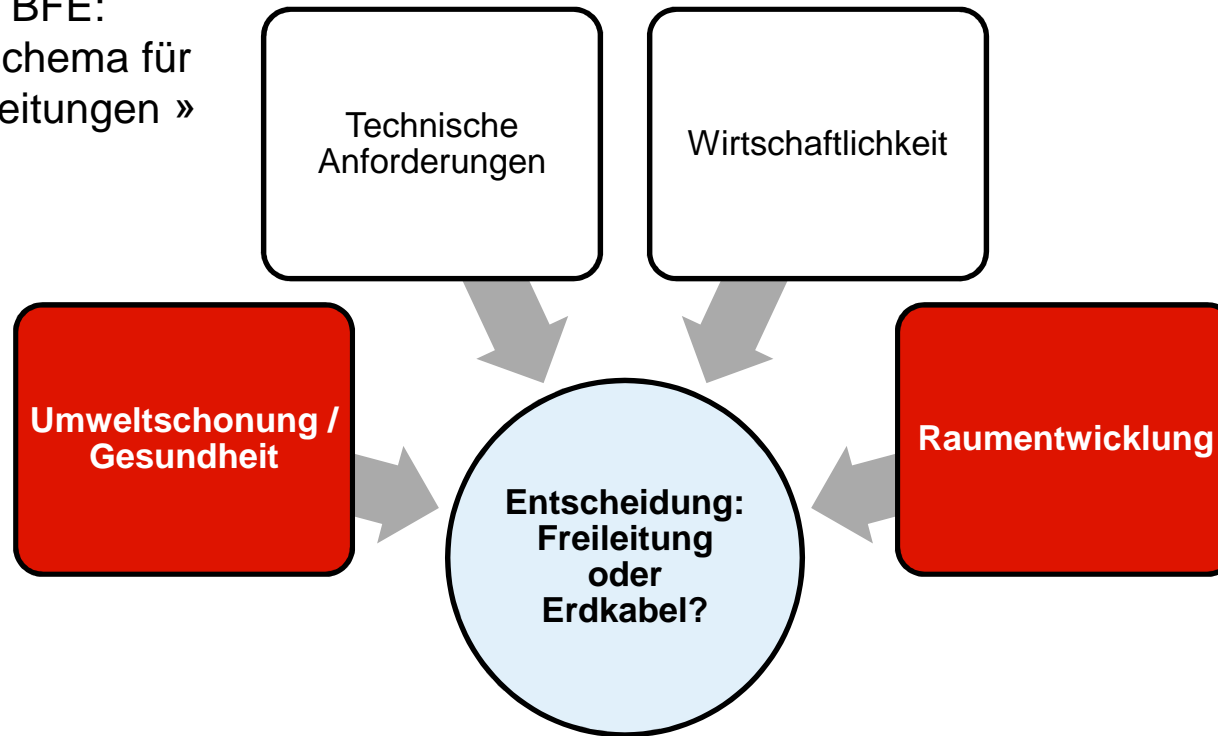 BFE:
chema für
eitungen »
Technische
Anforderungen
Wirtschaftlichkeit
Umweltschonung /
Gesundheit
Raumentwicklung
Entscheidung:
Freileitung
oder
Erdkabel?